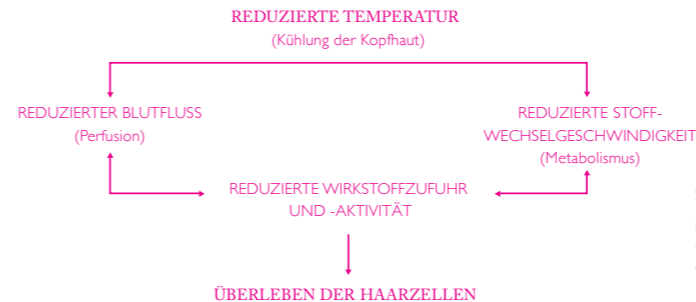 REDUZIERTE TEMPERATUR
(Kühlung der Kopfhaut)
REDUZIERTER BLUTFLUSS
(Perfusion)
REDUZIERTE STOFF-
WECHSELGESCHWINDIGKEIT
(Metabolismus)
REDUZIERTE WIRKSTOFFZUFUHR
UND -AKTIVITÄT
ÜBERLEBEN DER HAARZELLEN